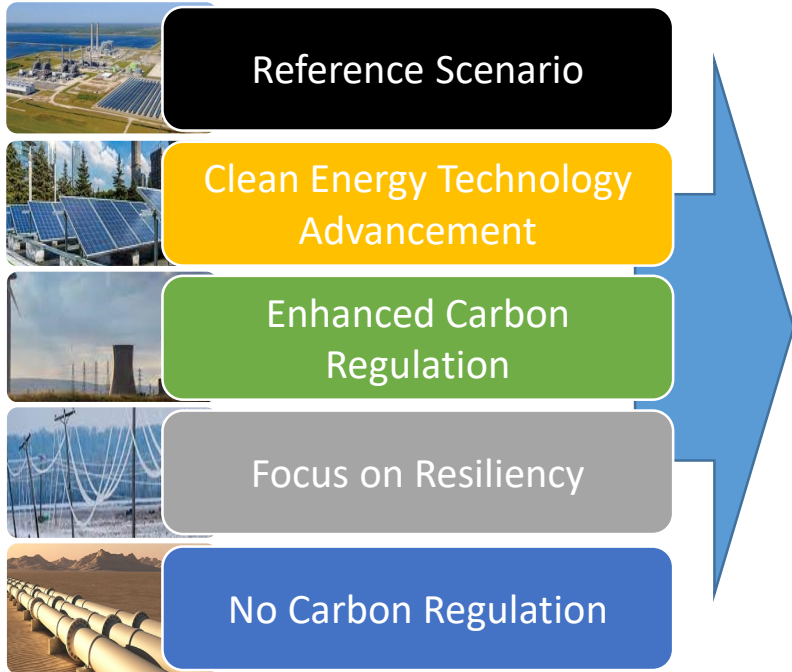 Reference Scenario
Clean Energy Technology
Advancement
Enhanced Carbon
Regulation
Focus on Resiliency
No Carbon Regulation